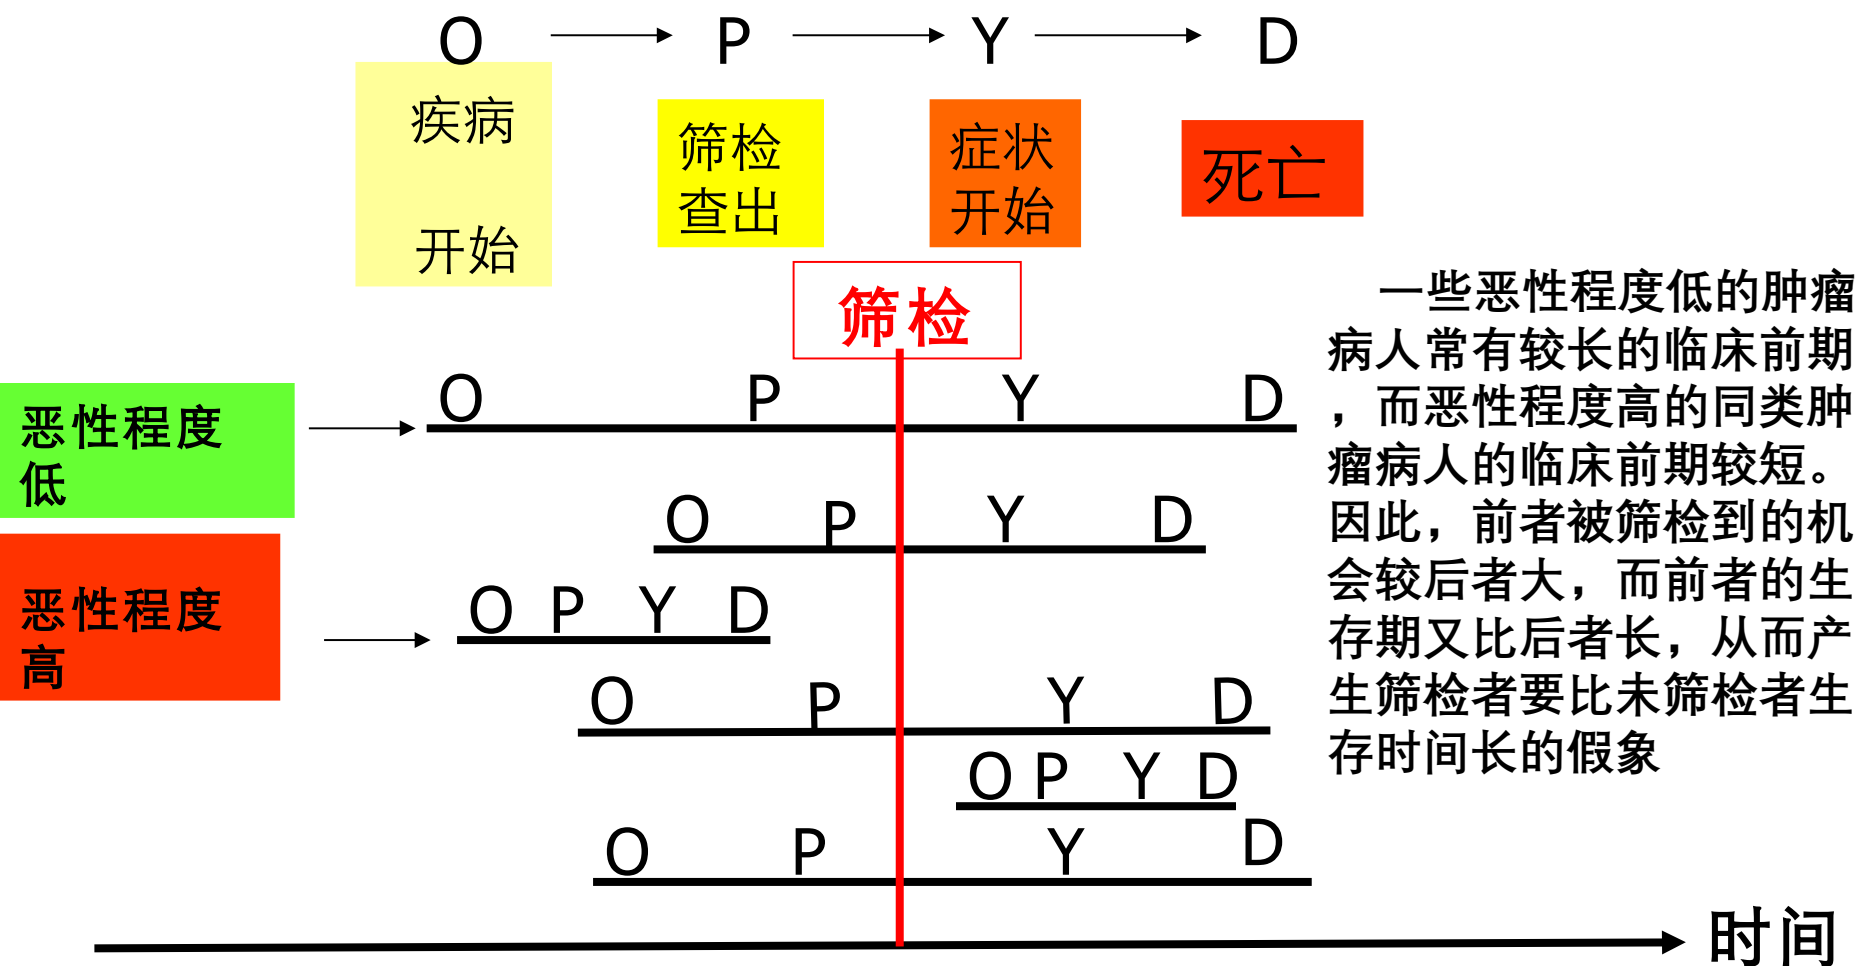 O P Y D
疾病
开始
筛检
查出
症状
开始
死亡
筛检
恶性程度
低
恶性程度
高
O P Y D
O P Y D
O P Y D
O P Y D
O P Y D
O P Y D
一些恶性程度低的肿瘤
病人常有较长的临床前期
，而恶性程度高的同类肿
瘤病人的临床前期较短。
因此，前者被筛检到的机
会较后者大，而前者的生
存期又比后者长，从而产
生筛检者要比未筛检者生
存时间长的假象
时间